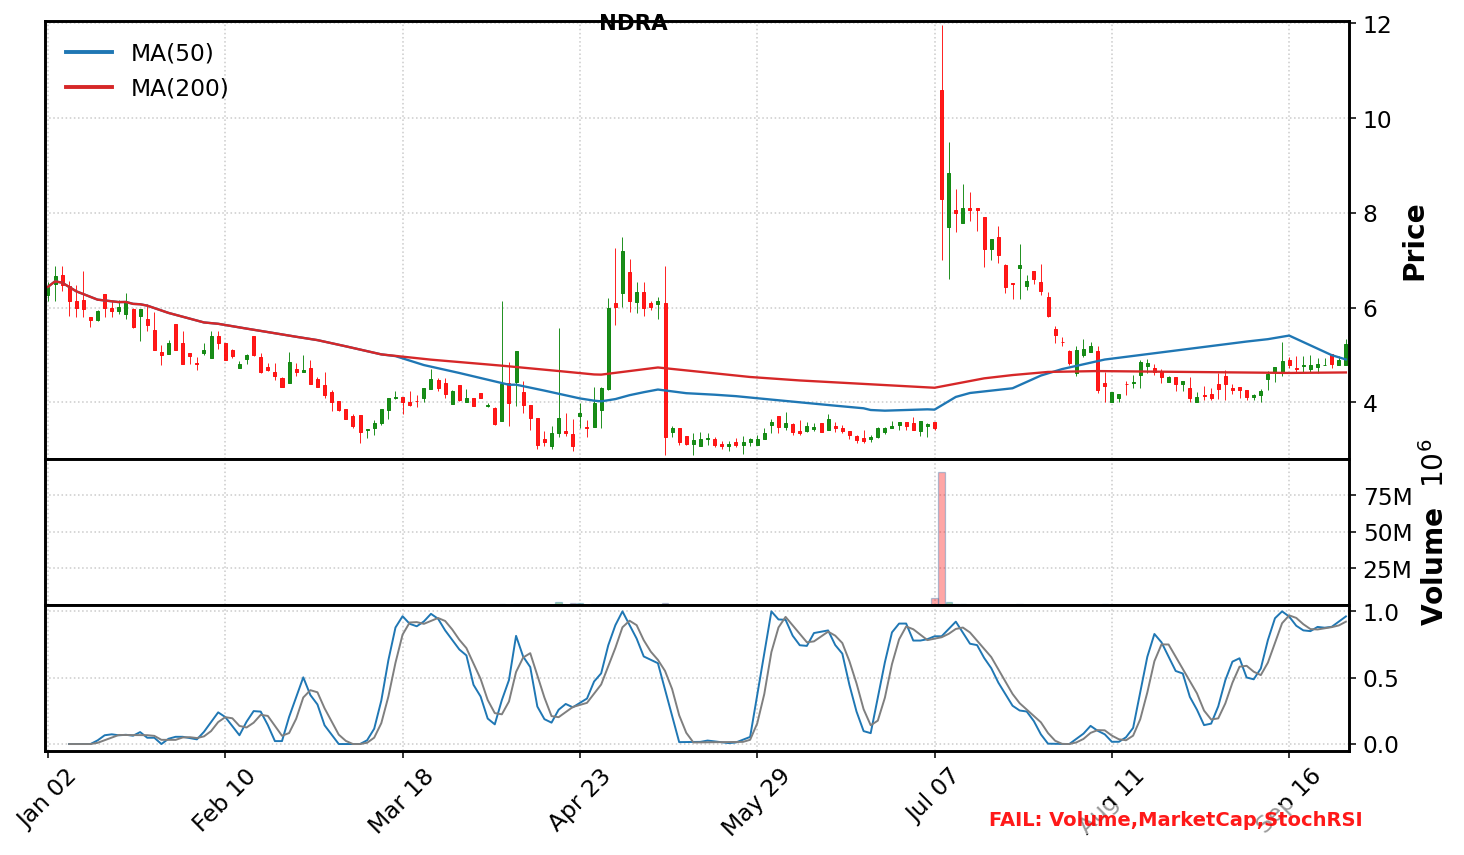 NDRA
MA(50)
MA(200)
12
10
8
6
4
Price
75M
50M
25M
Volume 10^6
1.0
0.5
0.0
Jan 02
Feb 10
Mar 18
Apr 23
May 29
Jul 07
Aug 11
Sep 16
FAIL: Volume,MarketCap,StochRSI